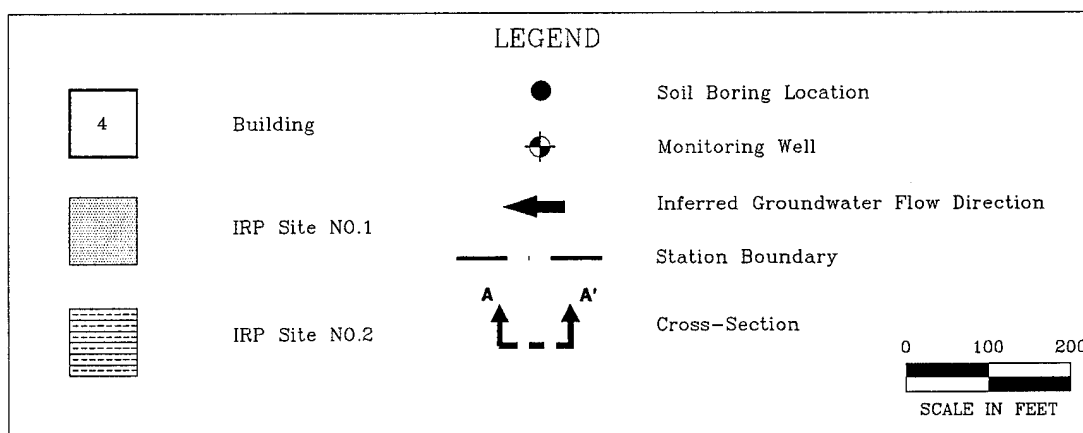 LEGEND
4
Building
IRP Site NO.1
IRP Site NO.2
Soil Boring Location
Monitoring Well
Inferred Groundwater Flow Direction
Station Boundary
A A'
Cross-Section
0 100 200
SCALE IN FEET